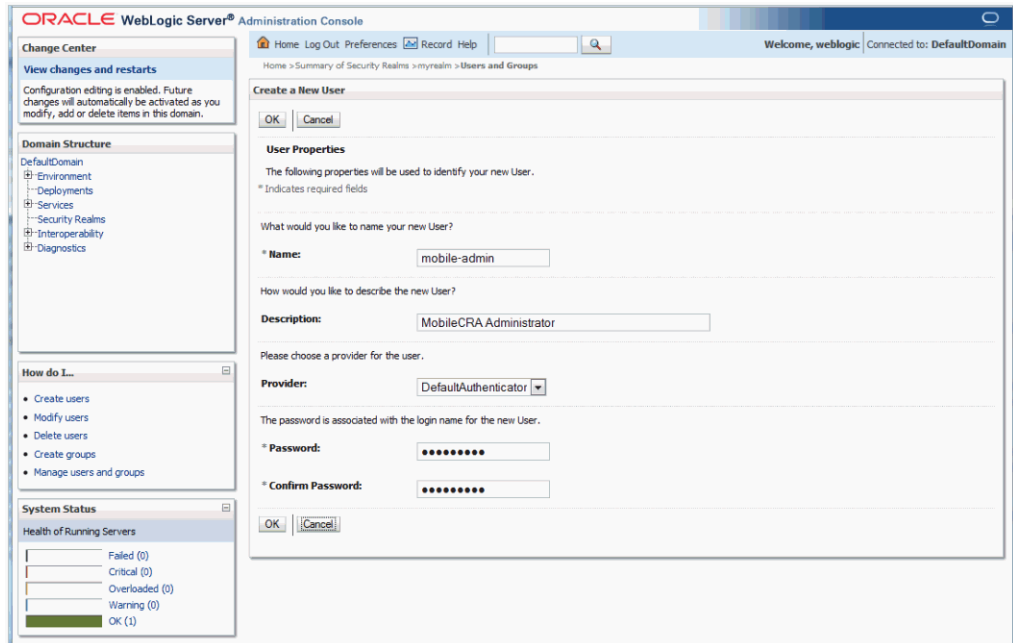 ORACLE WebLogic Server® Administration Console
Change Center
View changes and restarts
Configuration editing is enabled. Future
changes will automatically be activated as you
modify, add or delete items in this domain.
Domain Structure
DefaultDomain
Environment
Deployments
Services
Security Realms
Interoperability
Diagnostics
How do I...
Create users
Modify users
Delete users
Create groups
Manage users and groups
System Status
Health of Running Servers
Failed (0)
Critical (0)
Overloaded (0)
Warning (0)
OK (1)
Home Log Out Preferences Record Help
Welcome, weblogic Connected to: DefaultDomain
Home >Summary of Security Realms >myrealm >Users and Groups
Create a New User
OK Cancel
User Properties
The following properties will be used to identify your new User.
* Indicates required fields
What would you like to name your new User?
* Name: mobile-admin
How would you like to describe the new User?
Description: MobileCRA Administrator
Please choose a provider for the user.
Provider: DefaultAuthenticator
The password is associated with the login name for the new User.
* Password: •••••••••
* Confirm Password: •••••••••
OK Cancel